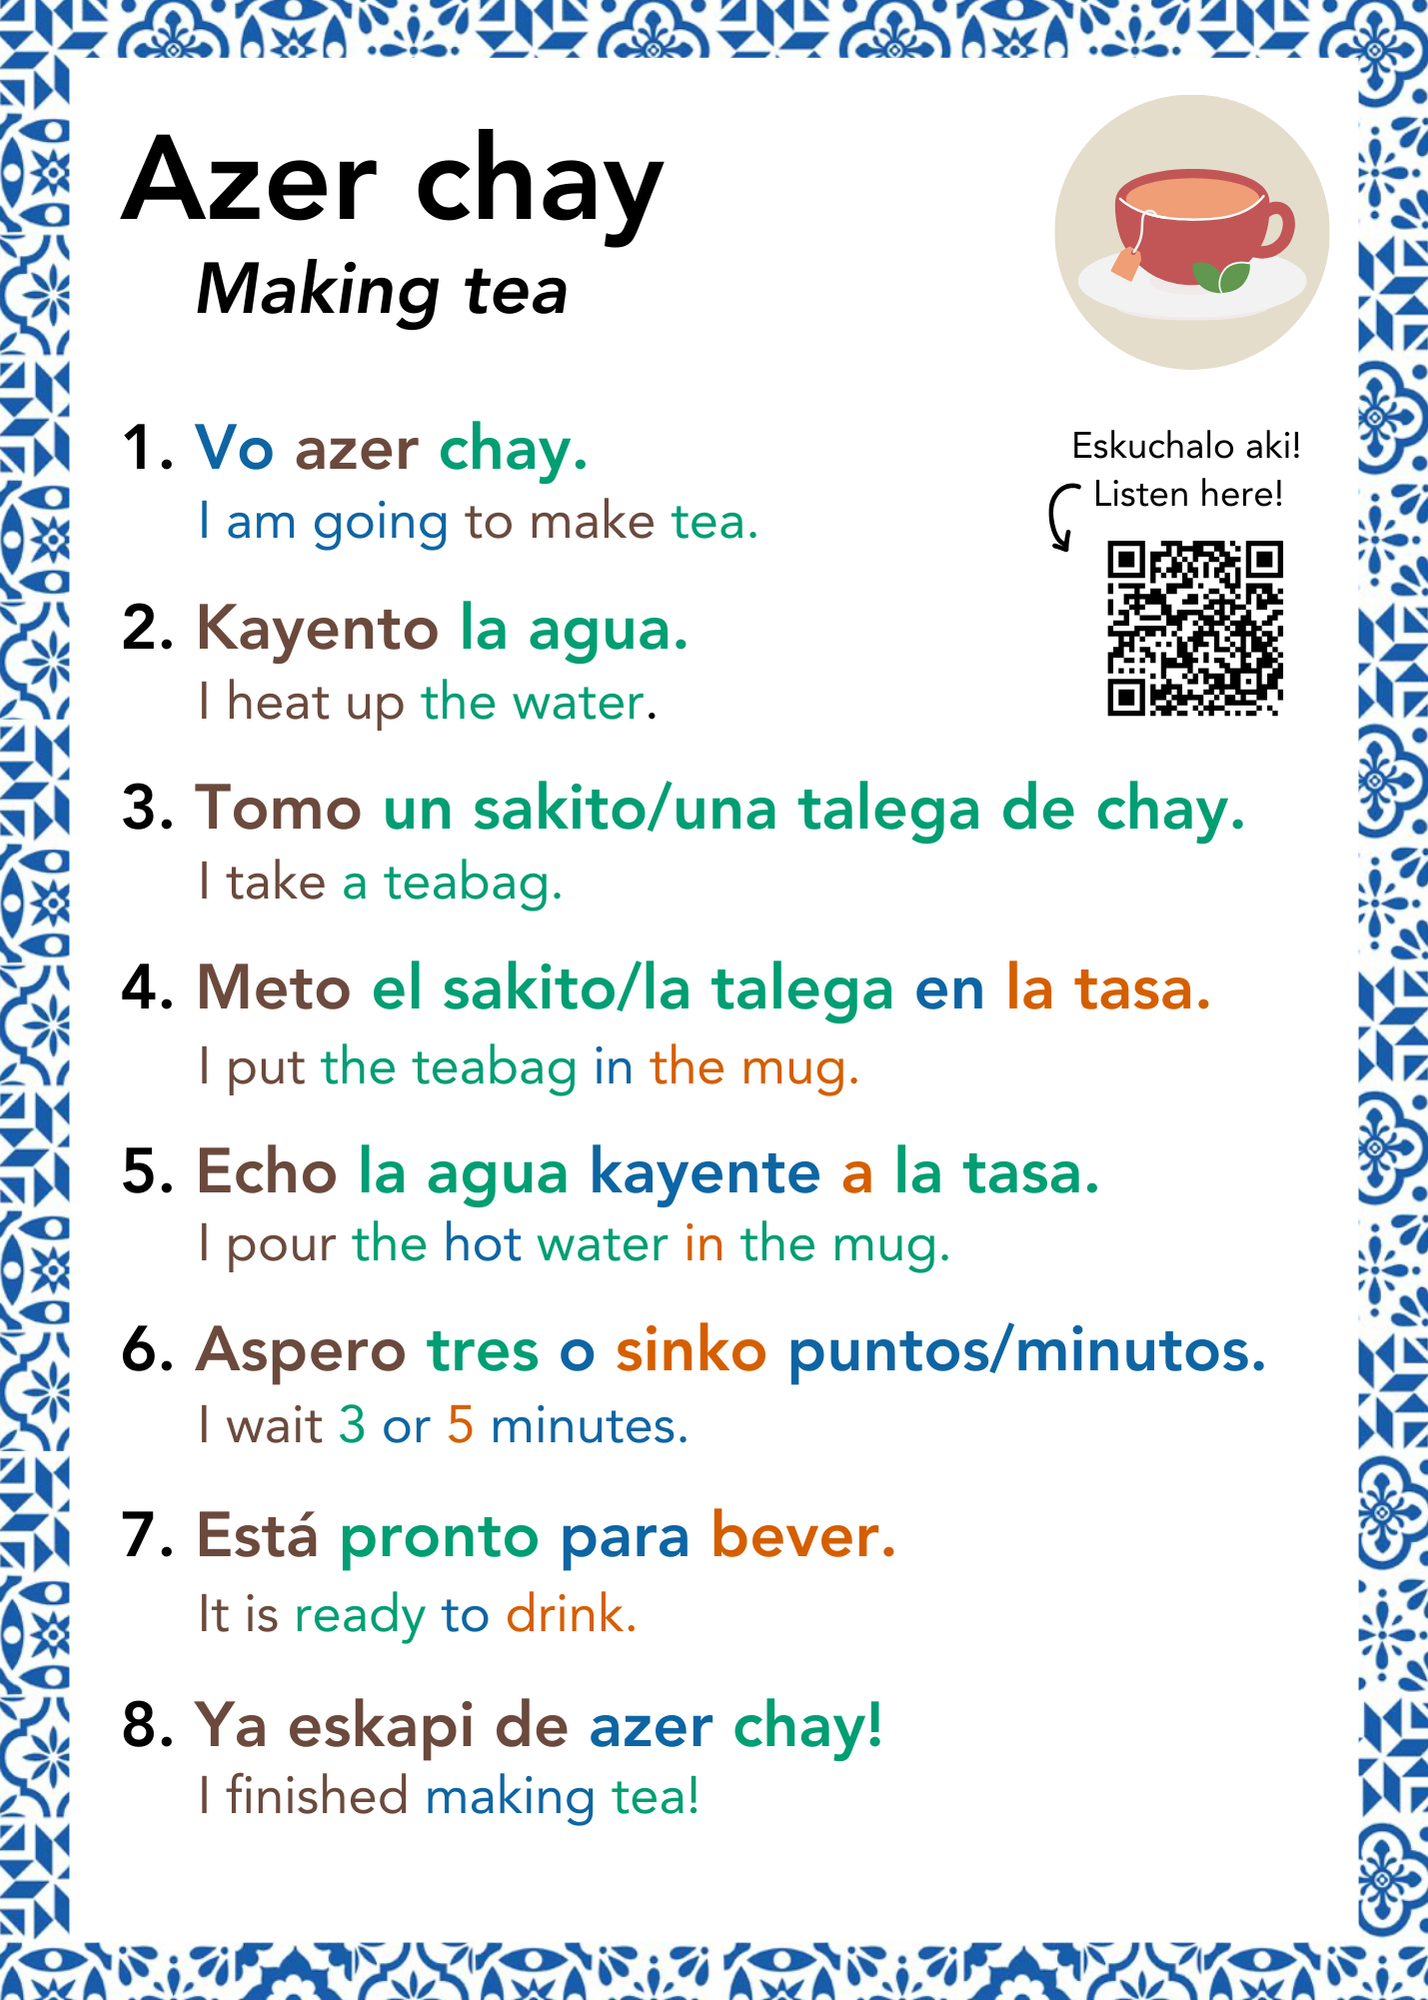 Azer chay
Making tea
Eskuchalo aki!
Listen here!
1. Vo azer chay.
I am going to make tea.
2. Kayento la agua.
I heat up the water.
3. Tomo un sakito/una talega de chay.
I take a teabag.
4. Meto el sakito/la talega en la tasa.
I put the teabag in the mug.
5. Echo la agua kayente a la tasa.
I pour the hot water in the mug.
6. Aspero tres o sinko puntos/minutos.
I wait 3 or 5 minutes.
7. Está pronto para bever.
It is ready to drink.
8. Ya eskapi de azer chay!
I finished making tea!